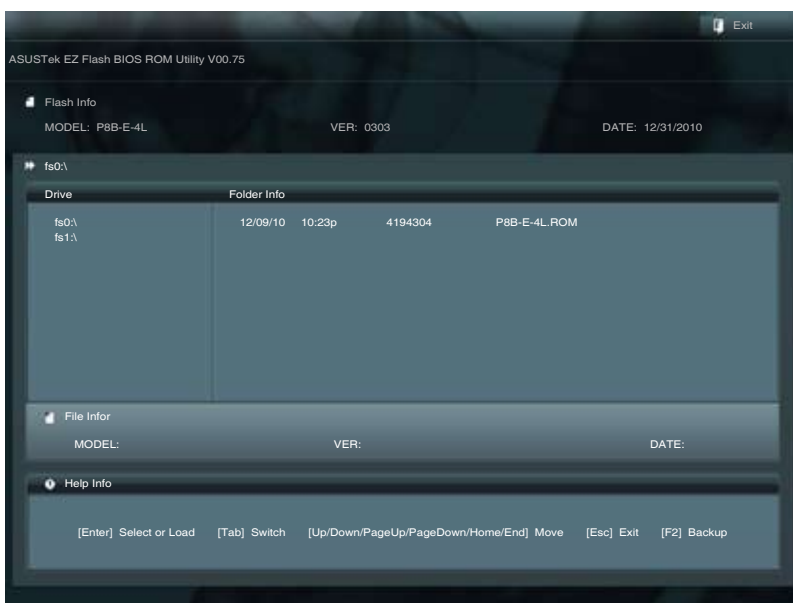 Exit
ASUSTek EZ Flash BIOS ROM Utility V00.75
Flash Info
MODEL: P8B-E-4L VER: 0303 DATE: 12/31/2010
fs0:\
Drive Folder Info
fs0:\ 12/09/10 10:23p 4194304 P8B-E-4L.ROM
fs1:\
File Infor
MODEL: VER: DATE:
Help Info
[Enter] Select or Load [Tab] Switch [Up/Down/PageUp/PageDown/Home/End] Move [Esc] Exit [F2] Backup